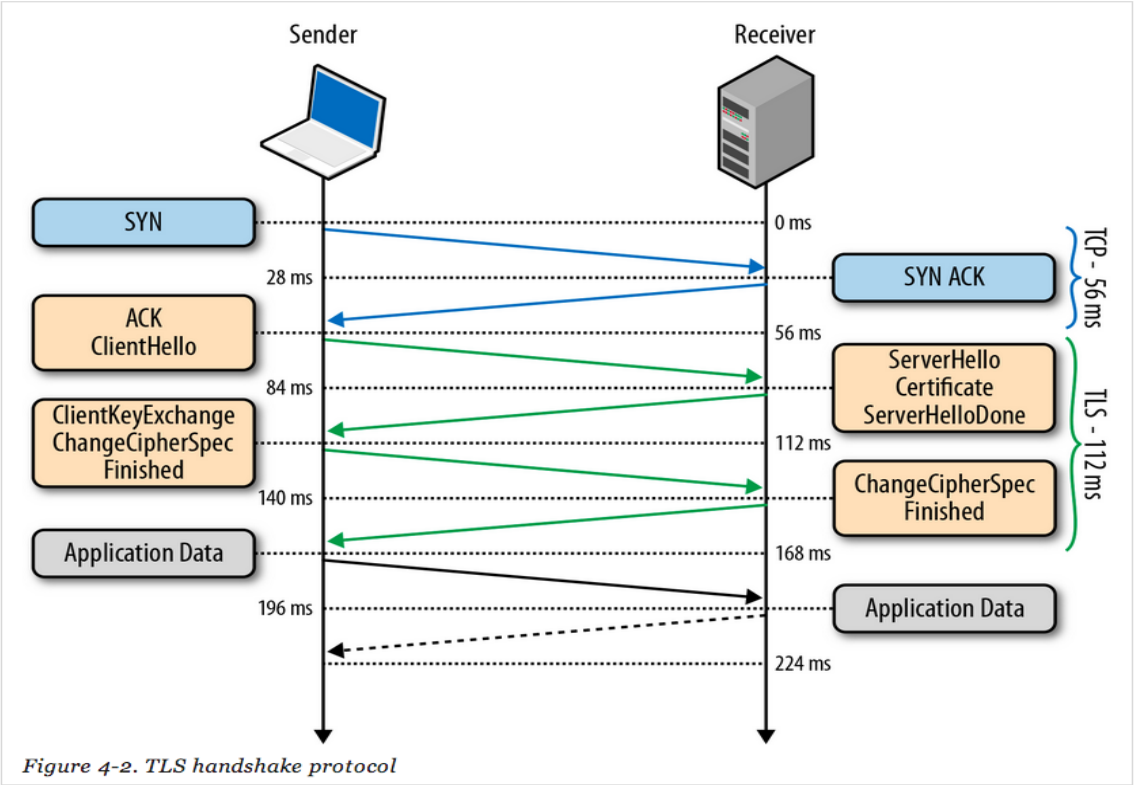 Sender
Receiver
SYN
0 ms
28 ms
SYN ACK
TCP - 56 ms
ACK
ClientHello
56 ms
84 ms
ServerHello
Certificate
ServerHelloDone
TLS - 112 ms
ClientKeyExchange
ChangeCipherSpec
Finished
112 ms
140 ms
ChangeCipherSpec
Finished
Application Data
168 ms
196 ms
Application Data
224 ms
Figure 4-2. TLS handshake protocol